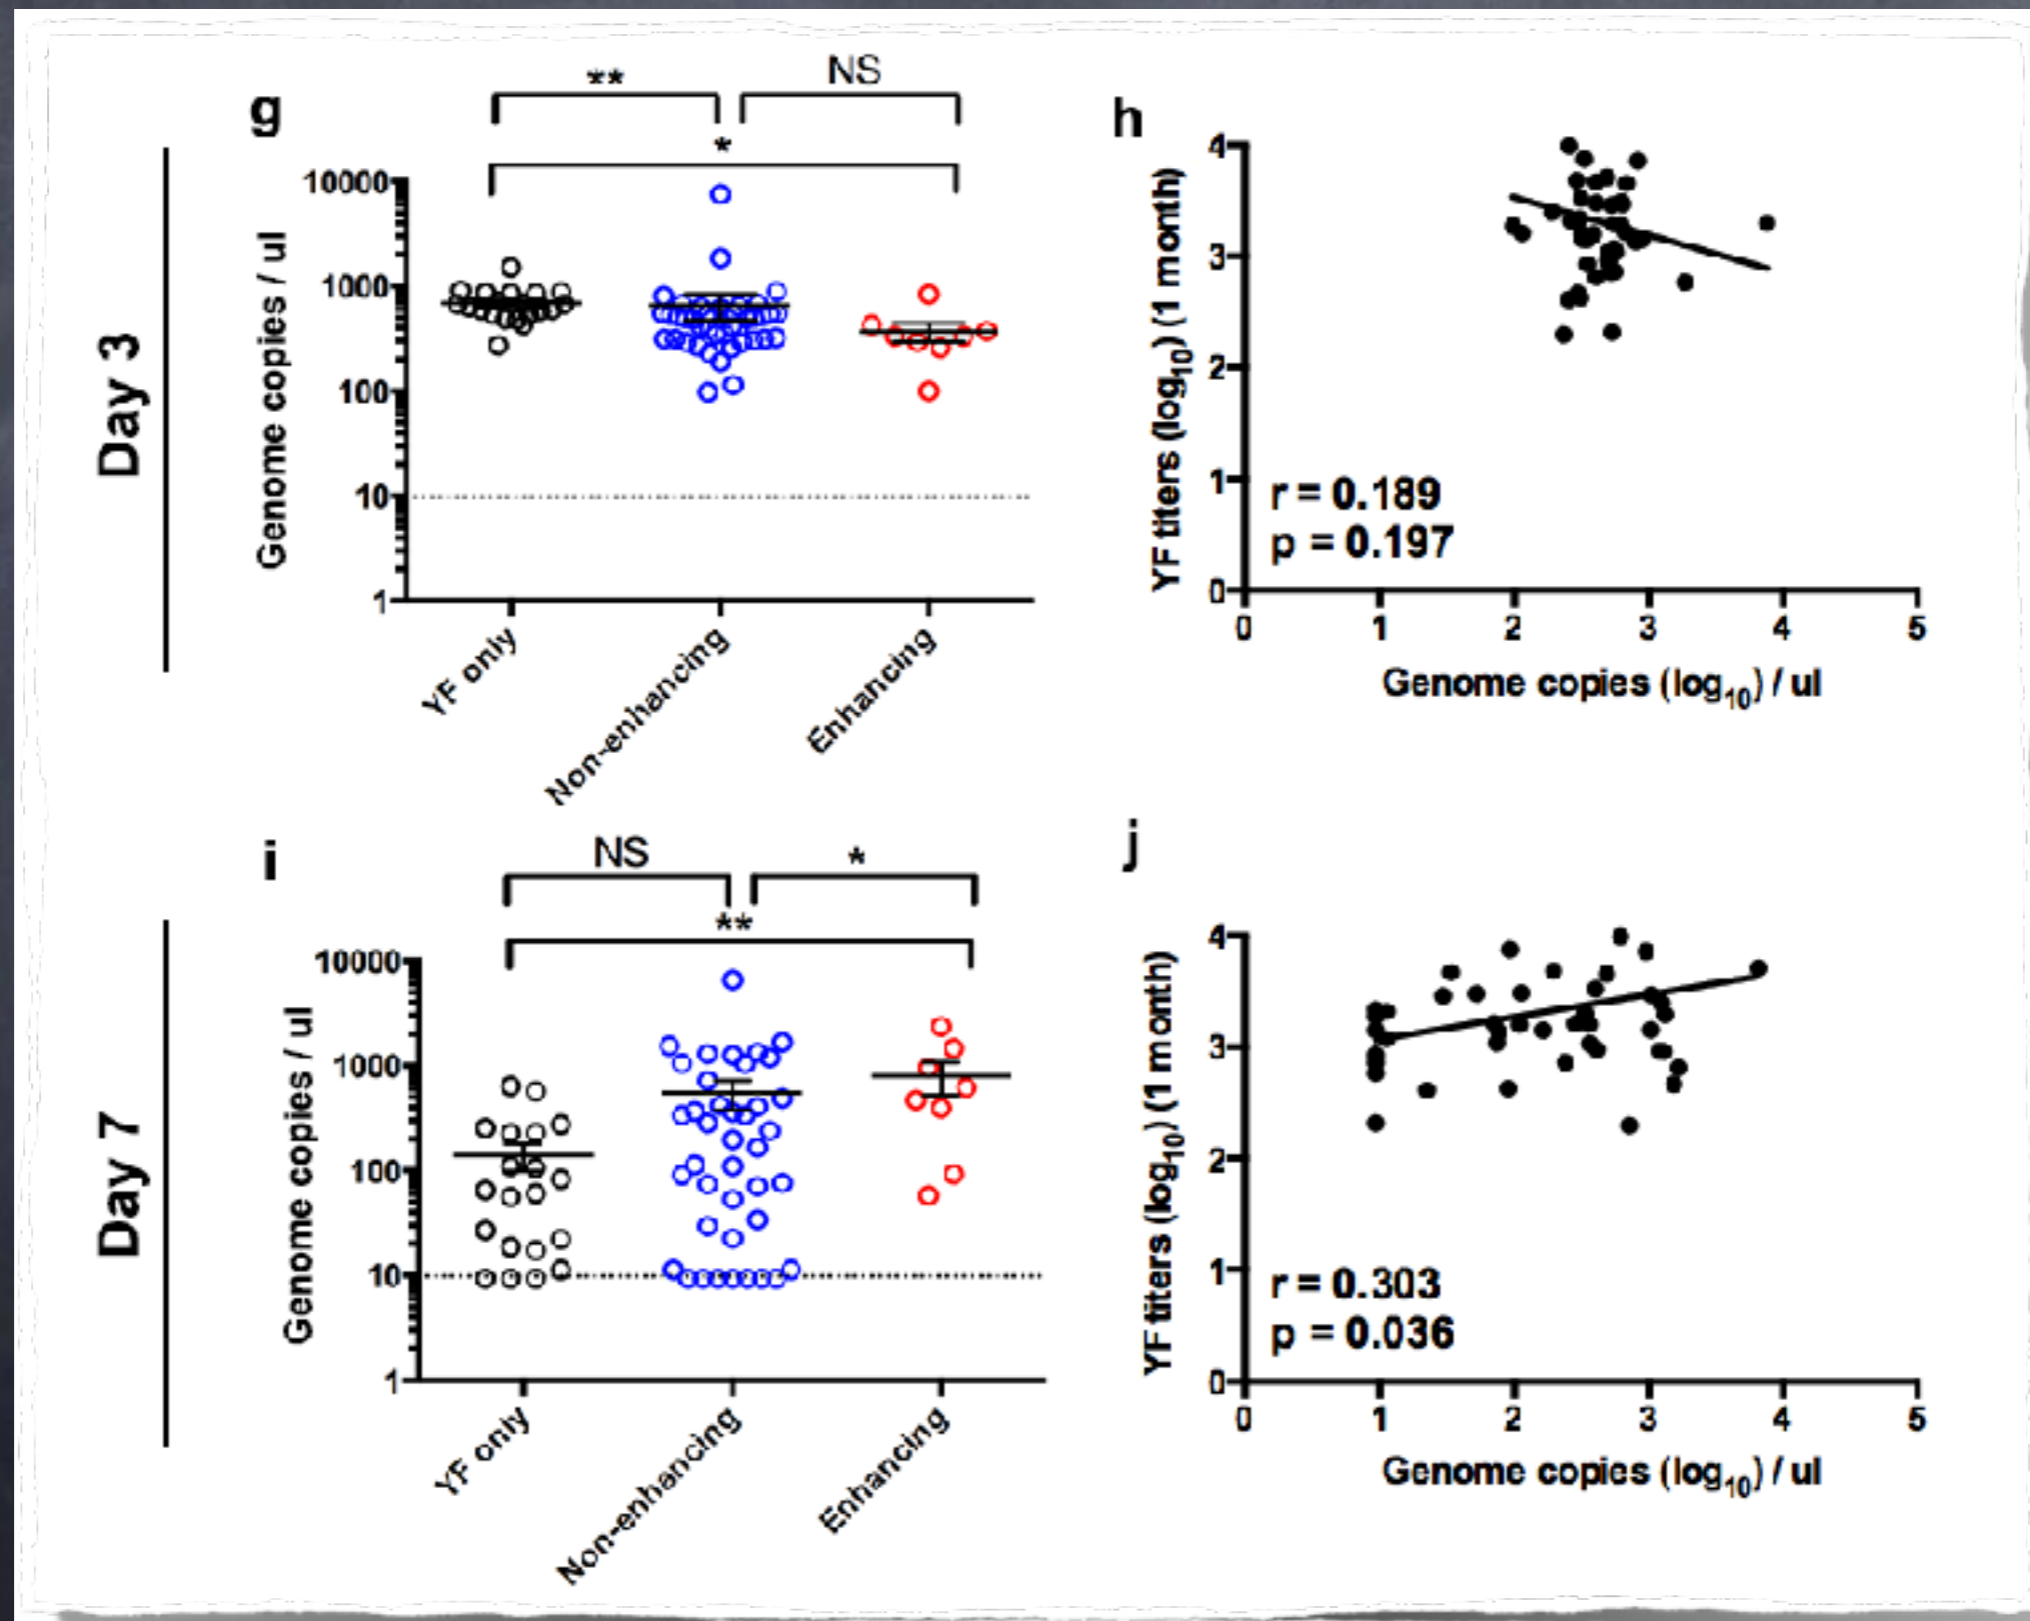 Day 3
g
** NS
*
Genome copies / ul
10000
1000
100
10
1
YF only
Non-enhancing
Enhancing
h
YF titers (log10) (1 month)
4
3
2
1
0
r = 0.189
p = 0.197
0 1 2 3 4 5
Genome copies (log10) / ul
Day 7
i
NS *
**
Genome copies / ul
10000
1000
100
10
1
YF only
Non-enhancing
Enhancing
j
YF titers (log10) (1 month)
4
3
2
1
0
r = 0.303
p = 0.036
0 1 2 3 4 5
Genome copies (log10) / ul